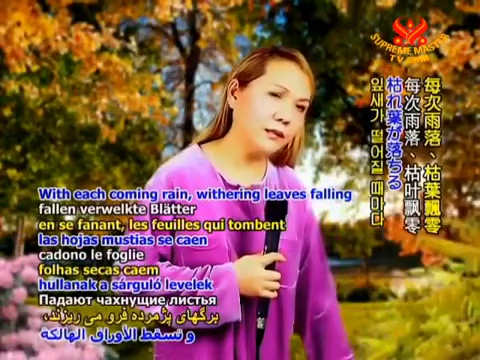 SUPREME MASTER
TV
每次雨落、枯葉飄零
每次雨落、枯叶飘零
枯れ葉が落ちる
잎새가 떨어질 때마다
With each coming rain, withering leaves falling
fallen verwelkte Blätter
en se fanant, les feuilles qui tombent
las hojas mustias se caen
cadono le foglie
folhas secas caem
hullanak a sárguló levelek
Падают чахнущие листья
برگهای پژمرده فرو می ریزند،
و تسقط الأوراق الهالكة